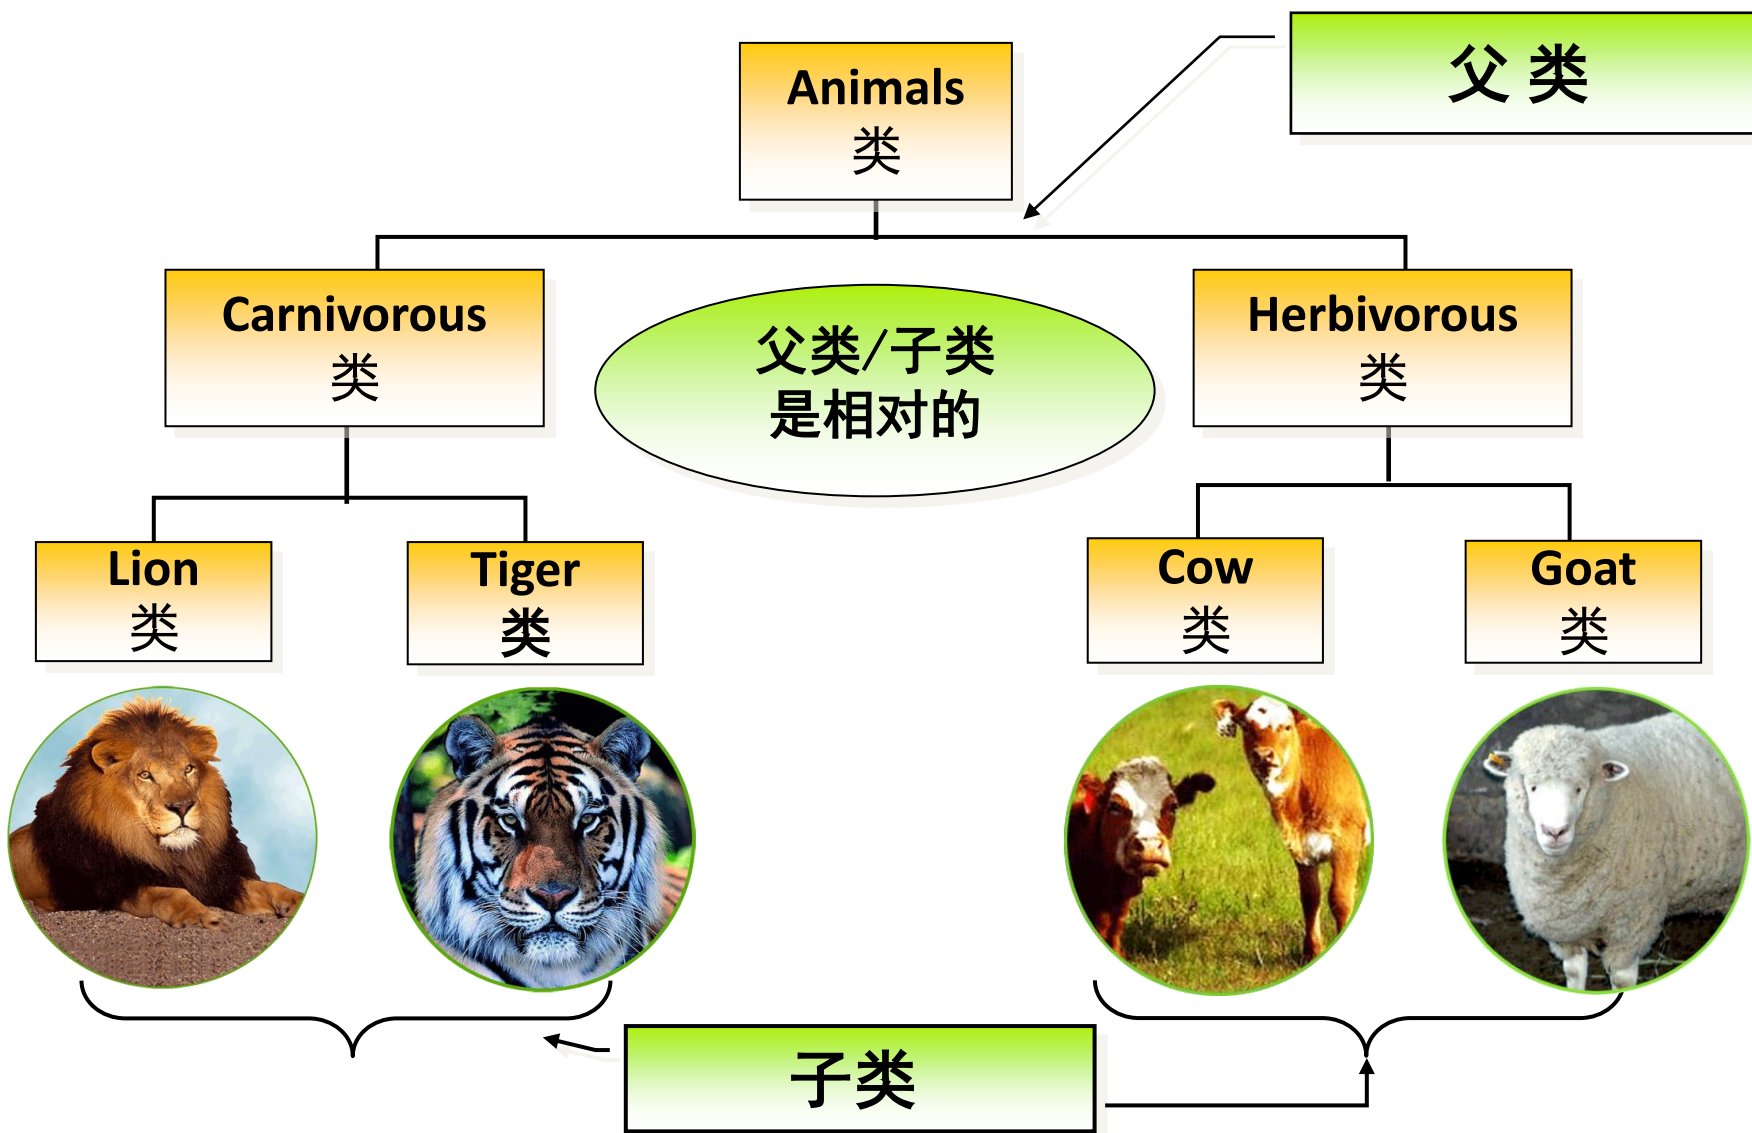 Animals
类
父 类
Carnivorous
类
父类/子类
是相对的
Herbivorous
类
Lion
类
Tiger
类
Cow
类
Goat
类
子类